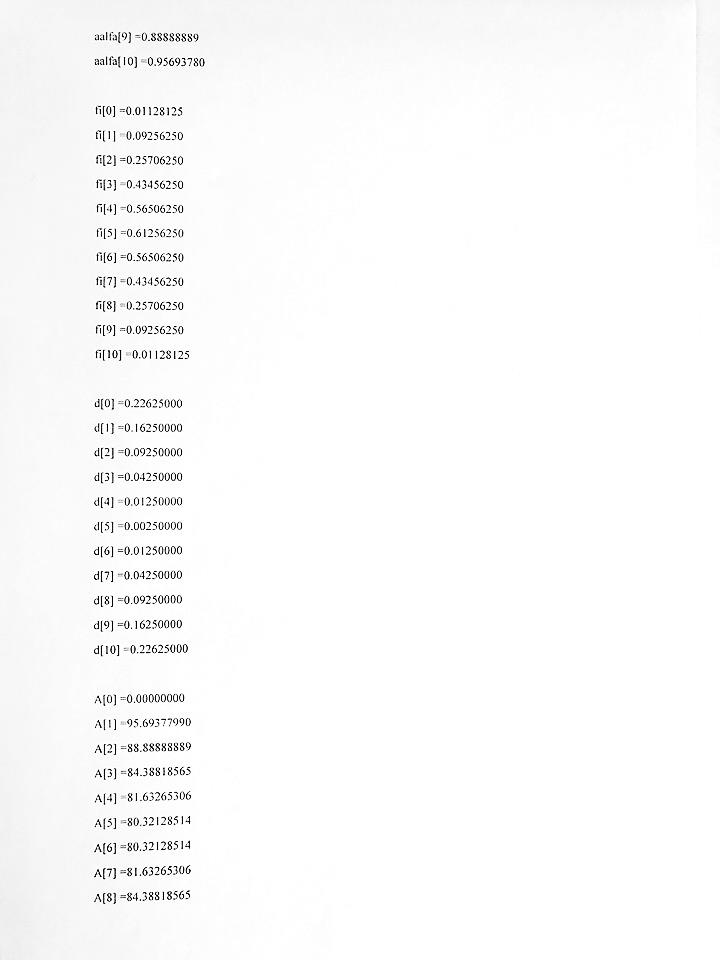 aalfa[9] =0.88888889
aalfa[10] =0.95693780
fi[0] =0.01128125
fi[1] =0.09256250
fi[2] =0.25706250
fi[3] =0.43456250
fi[4] =0.56506250
fi[5] =0.61256250
fi[6] =0.56506250
fi[7] =0.43456250
fi[8] =0.25706250
fi[9] =0.09256250
fi[10] =0.01128125
d[0] =0.22625000
d[1] =0.16250000
d[2] =0.09250000
d[3] =0.04250000
d[4] =0.01250000
d[5] =0.00250000
d[6] =0.01250000
d[7] =0.04250000
d[8] =0.09250000
d[9] =0.16250000
d[10] =0.22625000
A[0] =0.00000000
A[1] =95.69377990
A[2] =88.88888889
A[3] =84.38818565
A[4] =81.63265306
A[5] =80.32128514
A[6] =80.32128514
A[7] =81.63265306
A[8] =84.38818565